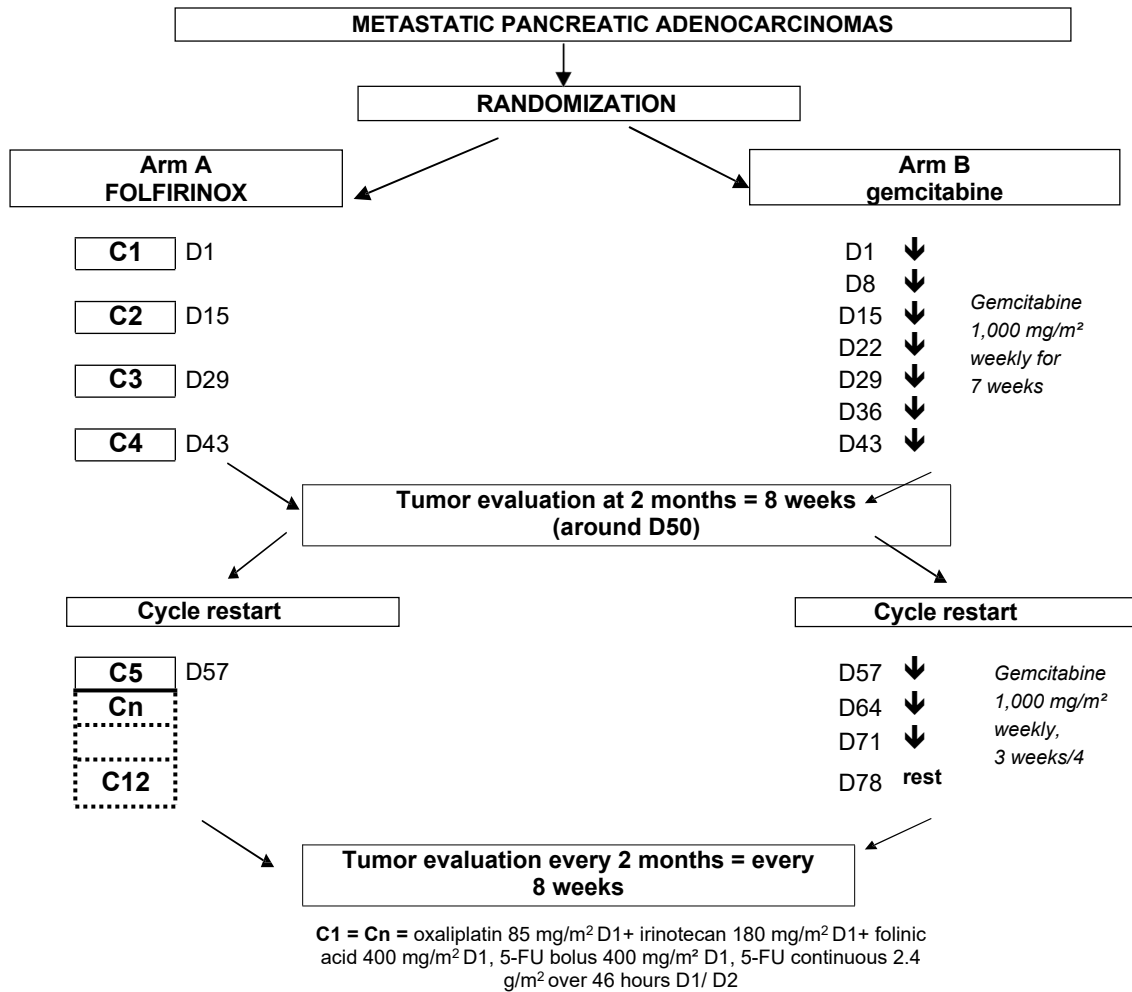 METASTATIC PANCREATIC ADENOCARCINOMAS
RANDOMIZATION
Arm A
FOLFIRINOX
C1 D1
C2 D15
C3 D29
C4 D43
Arm B
gemcitabine
D1
D8
D15
D22
D29
D36
D43
Gemcitabine
1,000 mg/m²
weekly for
7 weeks
Tumor evaluation at 2 months = 8 weeks
(around D50)
Cycle restart
C5 D57
Cn
C12
Cycle restart
D57
D64
D71
D78 rest
Gemcitabine
1,000 mg/m²
weekly,
3 weeks/4
Tumor evaluation every 2 months = every
8 weeks
C1 = Cn = oxaliplatin 85 mg/m² D1+ irinotecan 180 mg/m² D1+ folinic
acid 400 mg/m² D1, 5-FU bolus 400 mg/m² D1, 5-FU continuous 2.4
g/m² over 46 hours D1/ D2